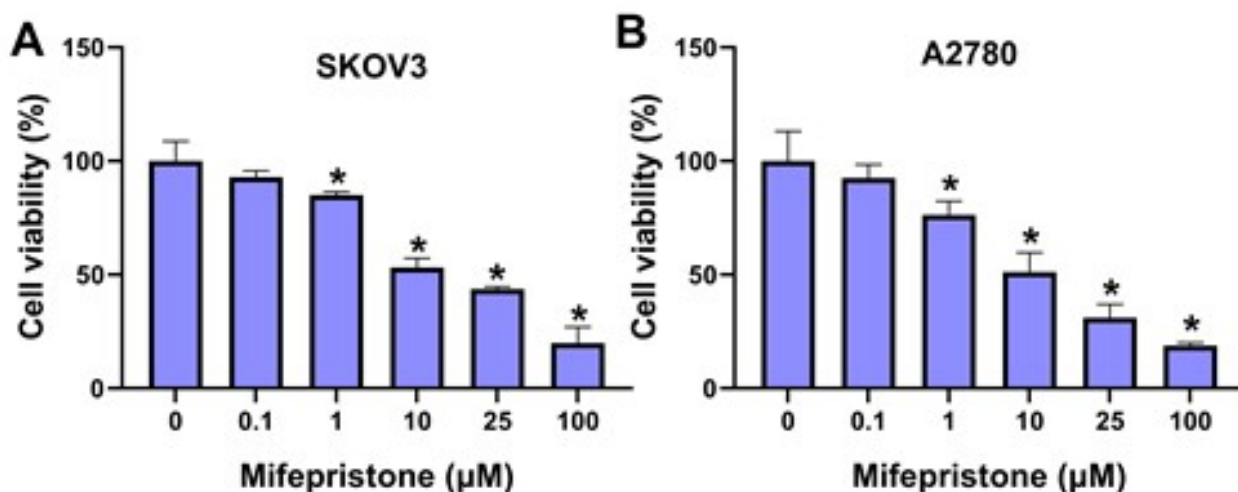 A
SKOV3
Cell viability (%)
150
100
50
0
*
*
*
*
0 0.1 1 10 25 100
Mifepristone (µM)
B
A2780
Cell viability (%)
150
100
50
0
*
*
*
*
0 0.1 1 10 25 100
Mifepristone (µM)